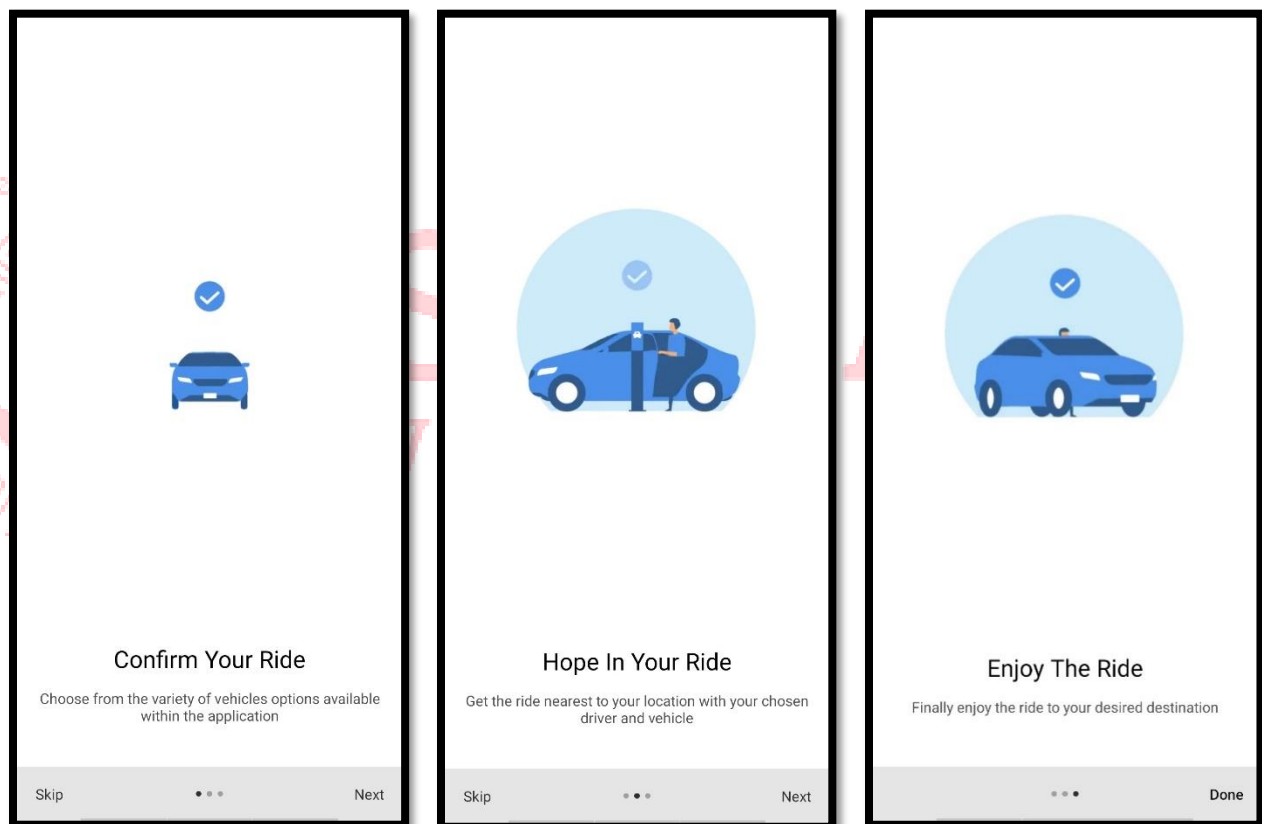 Confirm Your Ride
Choose from the variety of vehicles options available
within the application
Skip
Next
Hope In Your Ride
Get the ride nearest to your location with your chosen
driver and vehicle
Skip
Next
Enjoy The Ride
Finally enjoy the ride to your desired destination
Done